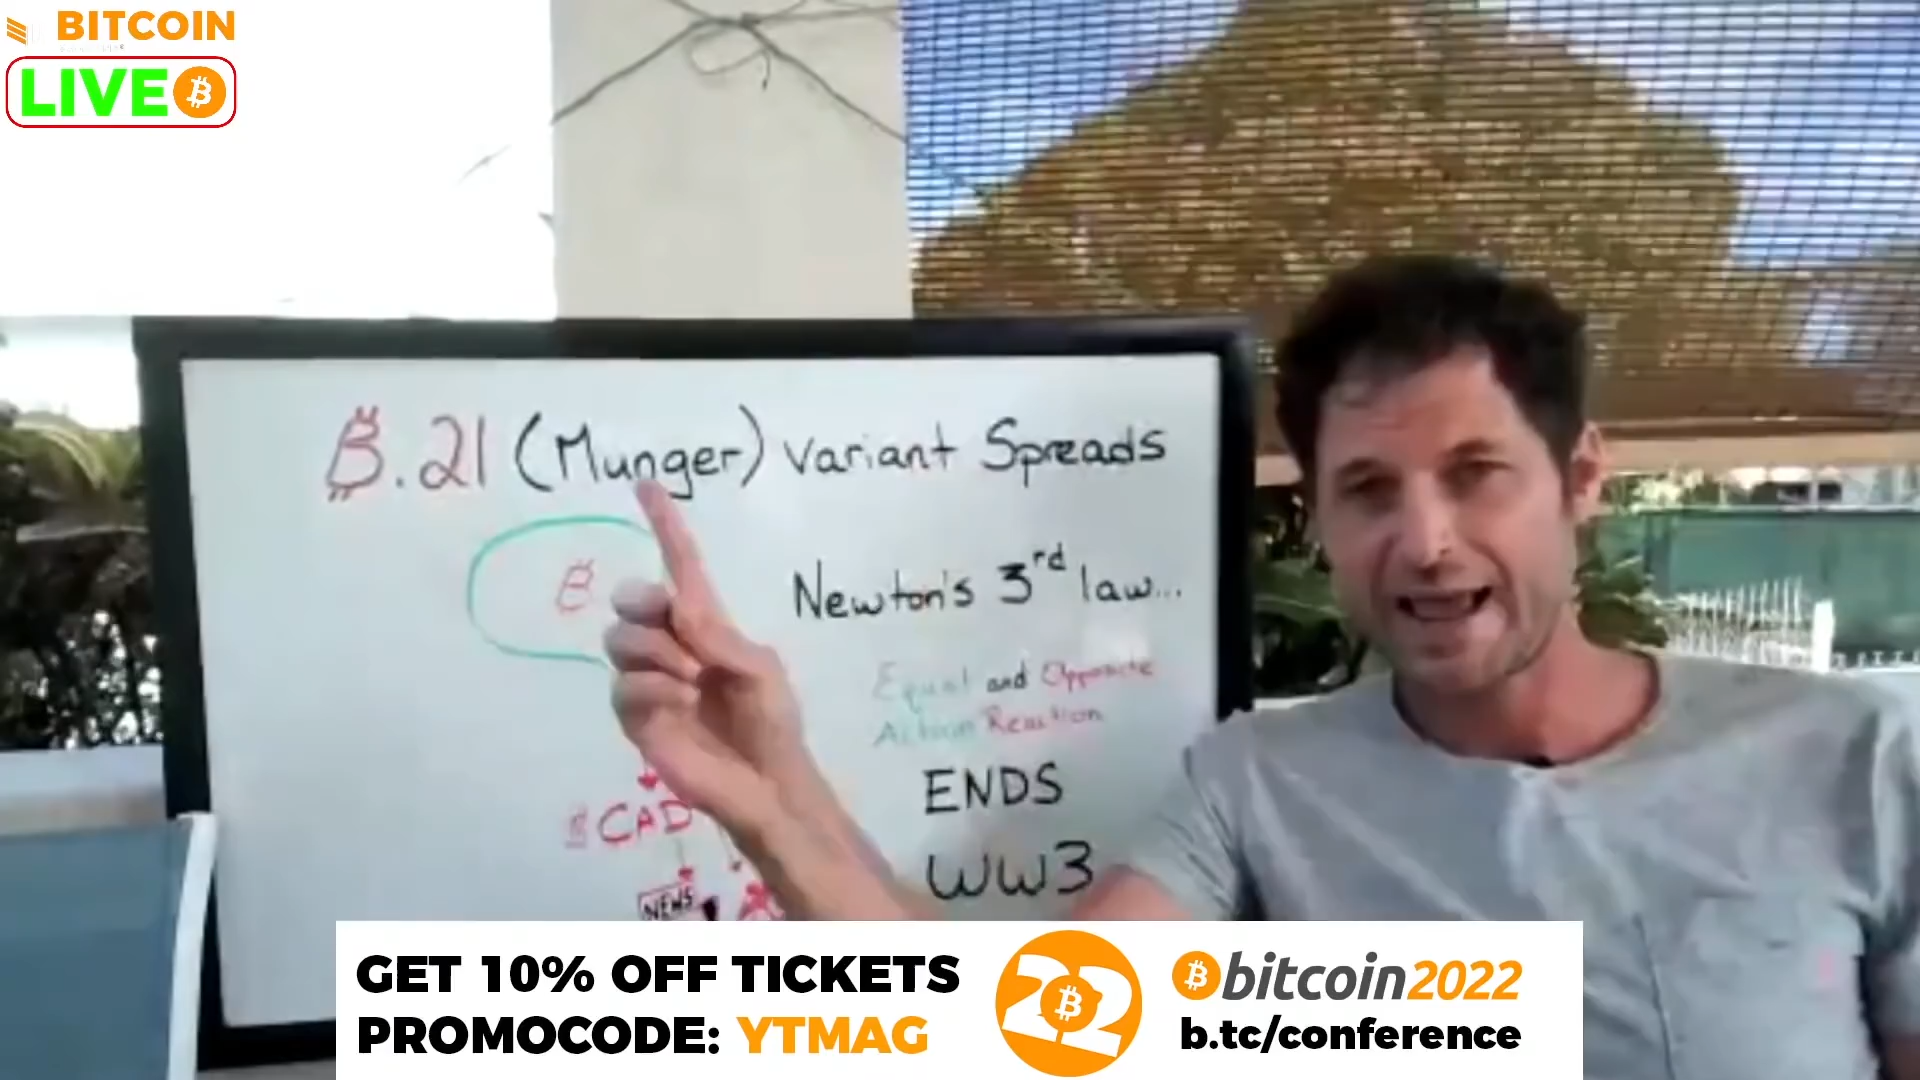 BITCOIN
LIVE
B.21 (Munger) variant Spreads
B
Newton's 3rd law...
Equal and Opposite
Action Reaction
CAD
ENDS
WW3
NEWS
GET 10% OFF TICKETS
PROMOCODE: YTMAG
22
bitcoin2022
b.tc/conference